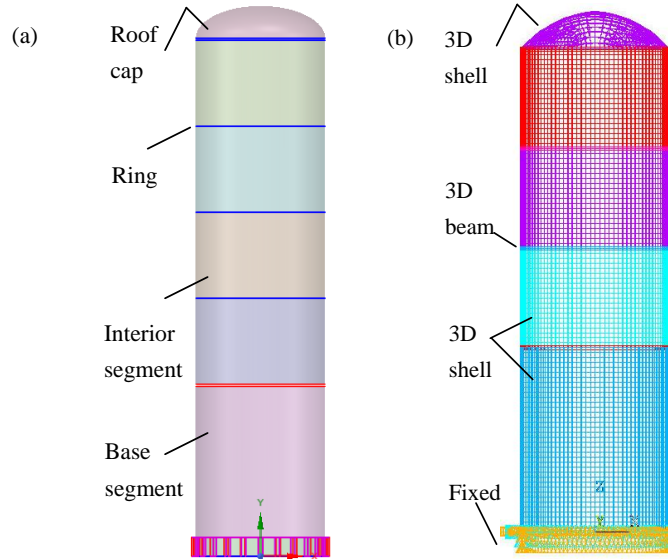 (a)
Roof
cap
Ring
Interior
segment
Base
segment
Y
(b)
3D
shell
3D
beam
3D
shell
Fixed
Z
Y